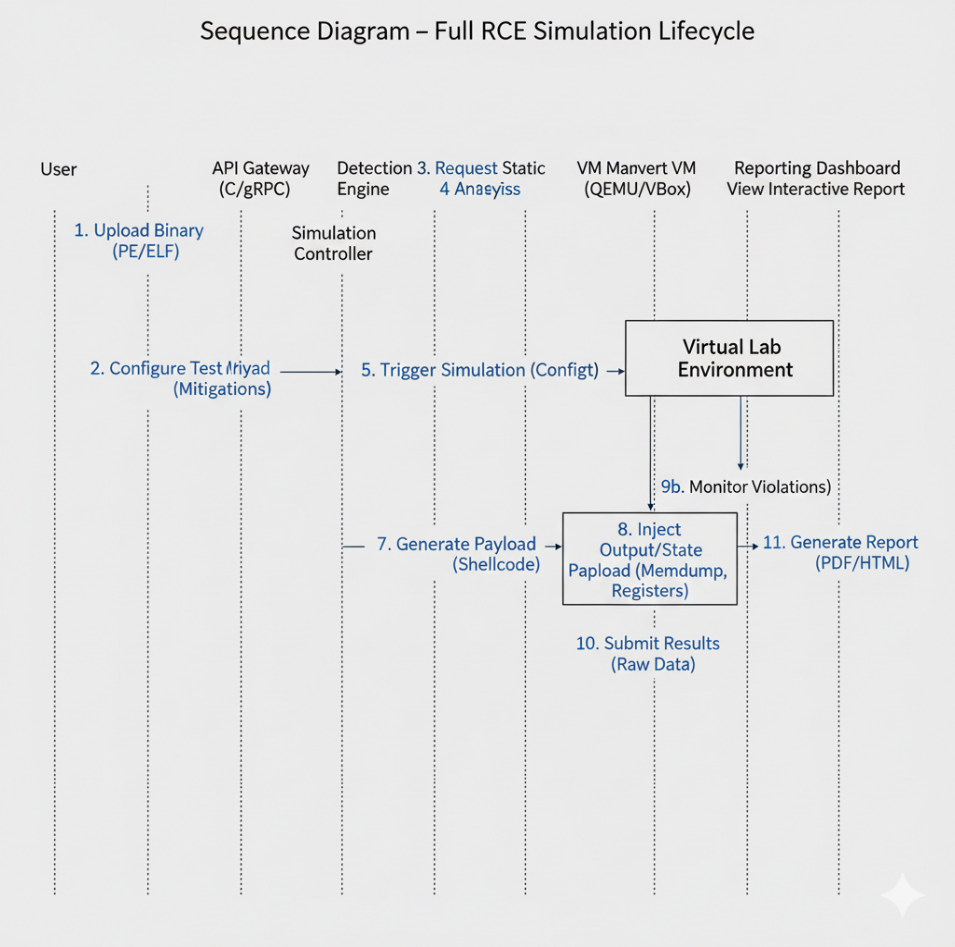 Sequence Diagram – Full RCE Simulation Lifecycle
User
API Gateway
(C/gRPC)
Detection
Engine
3. Request Static
4 Anaeyiss
VM Manvert VM
(QEMU/VBox)
Reporting Dashboard
View Interactive Report
1. Upload Binary
(PE/ELF)
Simulation
Controller
2. Configure Test
(Mitigations)
5. Trigger Simulation (Configt)
Virtual Lab
Environment
9b. Monitor Violations)
7. Generate Payload
(Shellcode)
8. Inject
Output/State
Papload (Memdump,
Registers)
11. Generate Report
(PDF/HTML)
10. Submit Results
(Raw Data)